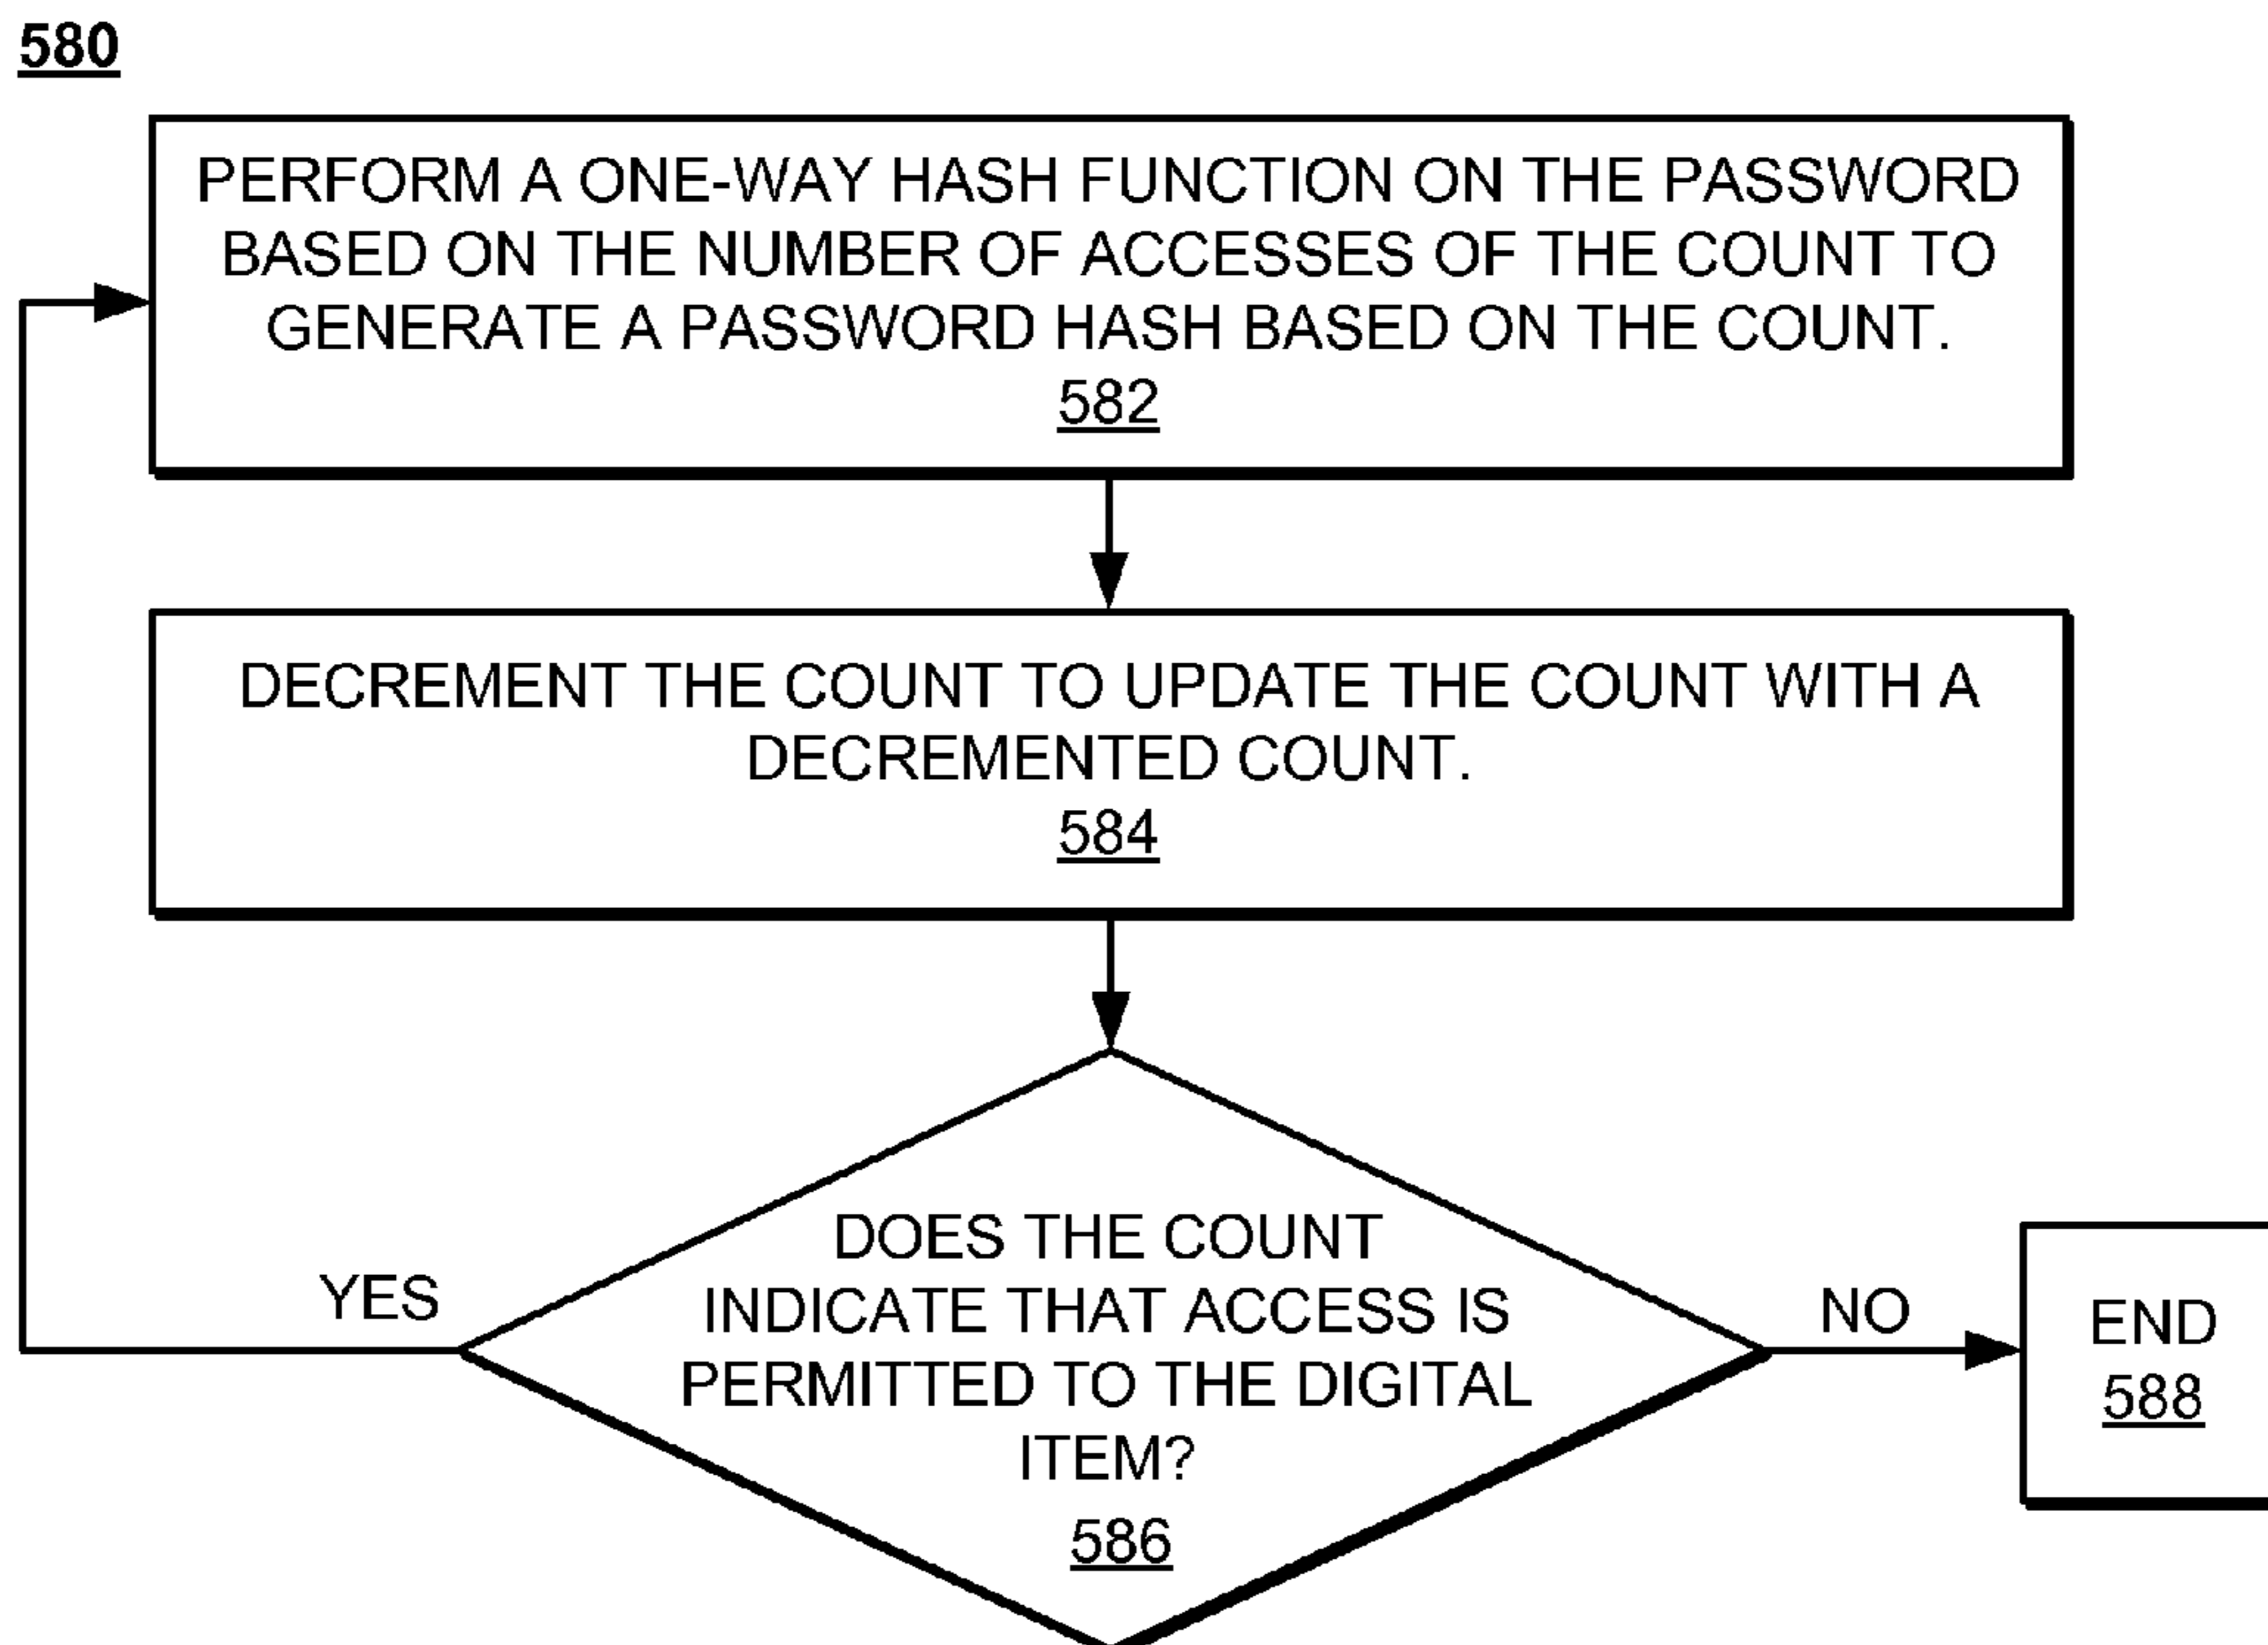 580
PERFORM A ONE-WAY HASH FUNCTION ON THE PASSWORD
BASED ON THE NUMBER OF ACCESSES OF THE COUNT TO
GENERATE A PASSWORD HASH BASED ON THE COUNT.
582
DECREMENT THE COUNT TO UPDATE THE COUNT WITH A
DECREMENTED COUNT.
584
DOES THE COUNT
INDICATE THAT ACCESS IS
PERMITTED TO THE DIGITAL
ITEM?
586
YES
NO
END
588